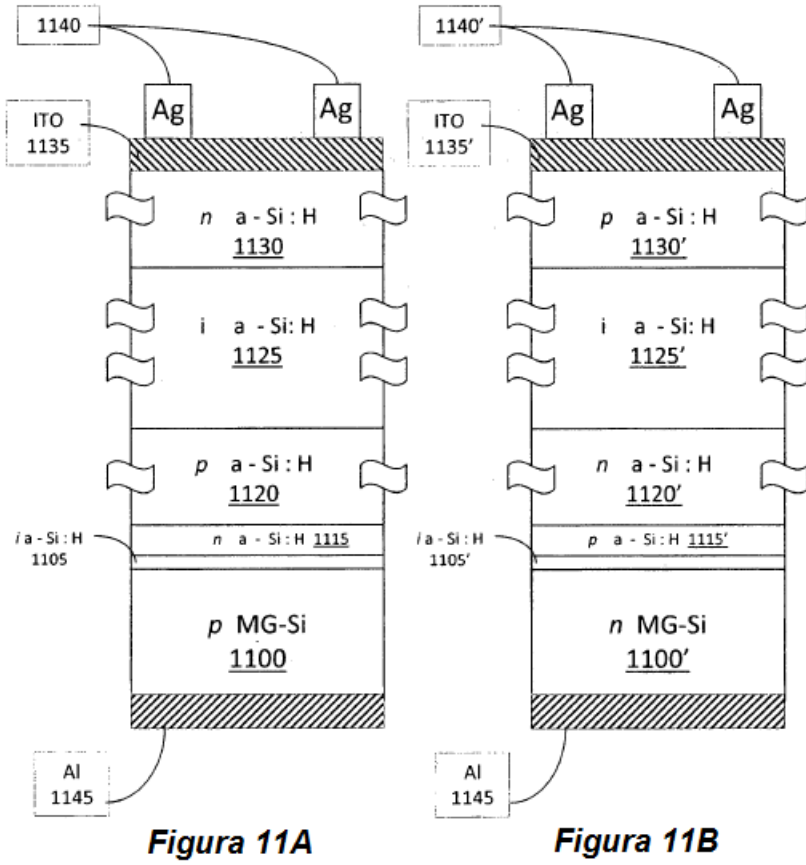 1140
Ag Ag
ITO
1135
n a - Si : H
1130
i a - Si: H
1125
p a - Si : H
1120
n a - Si : H 1115
i a - Si : H
1105
p MG-Si
1100
Al
1145
Figura 11A
1140’
Ag Ag
ITO
1135’
p a - Si : H
1130’
i a - Si: H
1125’
n a - Si : H
1120’
p a - Si: H 1115’
i a - Si : H
1105’
n MG-Si
1100’
Al
1145
Figura 11B